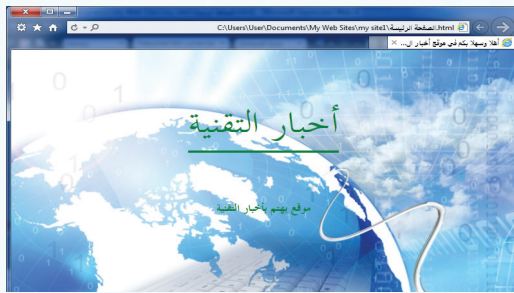 C:\Users\User\Documents\My Web Sites\my site1\الصفحة الرئيسة.html
أهلا وسهلا بكم في موقع أخبار ال...
أخبار التقنية
موقع يهتم بأخبار التقنية